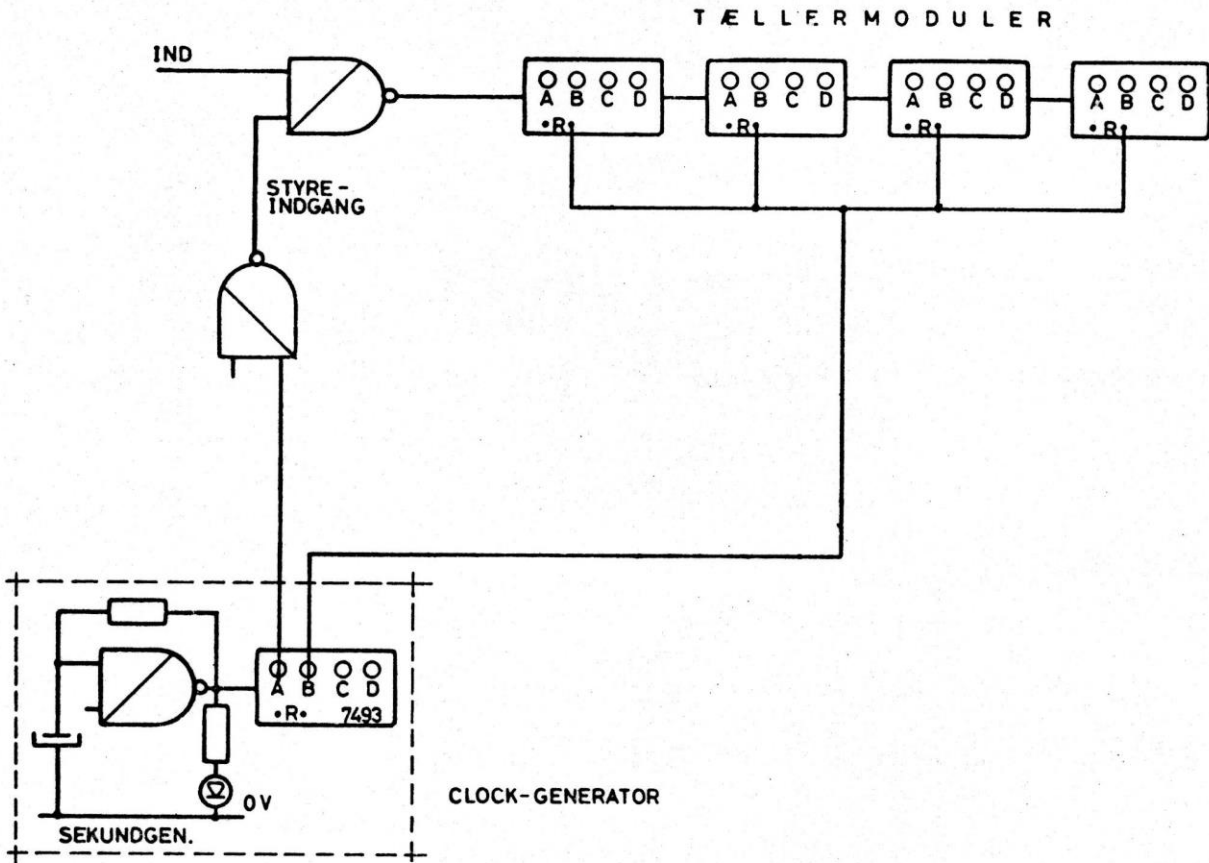 TÆLLERMODULER
IND
A B C D
A B C D
A B C D
A B C D
•R•
•R•
•R•
•R•
STYRE-
INDGANG
A B C D
•R• 7493
0V
SEKUNDGEN.
CLOCK-GENERATOR